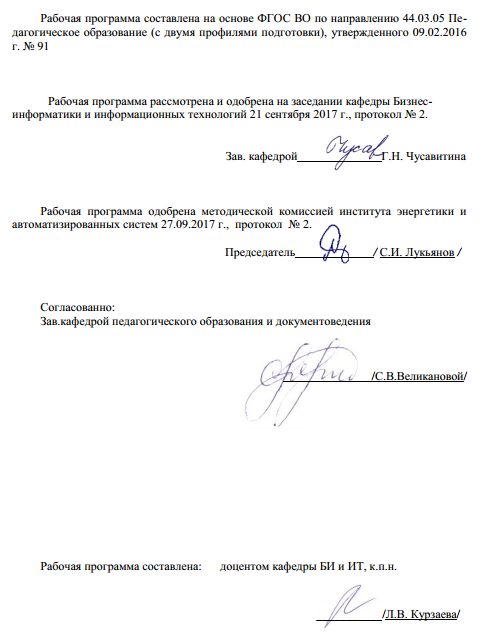 Рабочая программа составлена на основе ФГОС ВО по направлению 44.03.05 Пе-
дагогическое образование (с двумя профилями подготовки), утвержденного 09.02.2016
г. № 91
Рабочая программа рассмотрена и одобрена на заседании кафедры Бизнес-
информатики и информационных технологий 21 сентября 2017 г., протокол № 2.
Зав. кафедрой Г.Н. Чусавитина
Рабочая программа одобрена методической комиссией института энергетики и
автоматизированных систем 27.09.2017 г., протокол № 2.
Председатель / С.И. Лукьянов /
Согласованно:
Зав.кафедрой педагогического образования и документоведения
/С.В.Великановой/
Рабочая программа составлена: доцентом кафедры БИ и ИТ, к.п.н.
/Л.В. Курзаева/